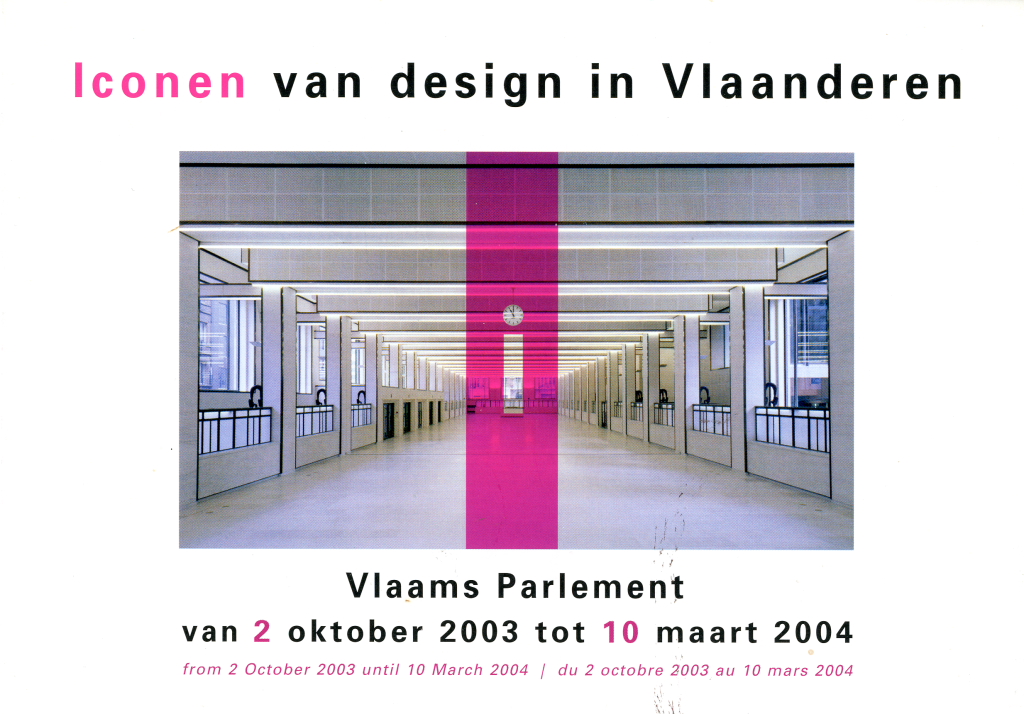 Iconen van design in Vlaanderen
Vlaams Parlement
van 2 oktober 2003 tot 10 maart 2004
from 2 October 2003 until 10 March 2004 | du 2 octobre 2003 au 10 mars 2004